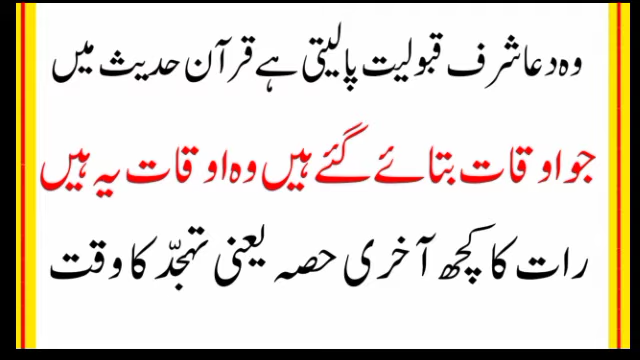 وہ دعا شرف قبولیت پالیتی ہے قرآن حدیث میں
جو اوقات بتائے گئے ہیں وہ اوقات یہ ہیں
رات کا کچھ آخری حصہ یعنی تہجّد کا وقت